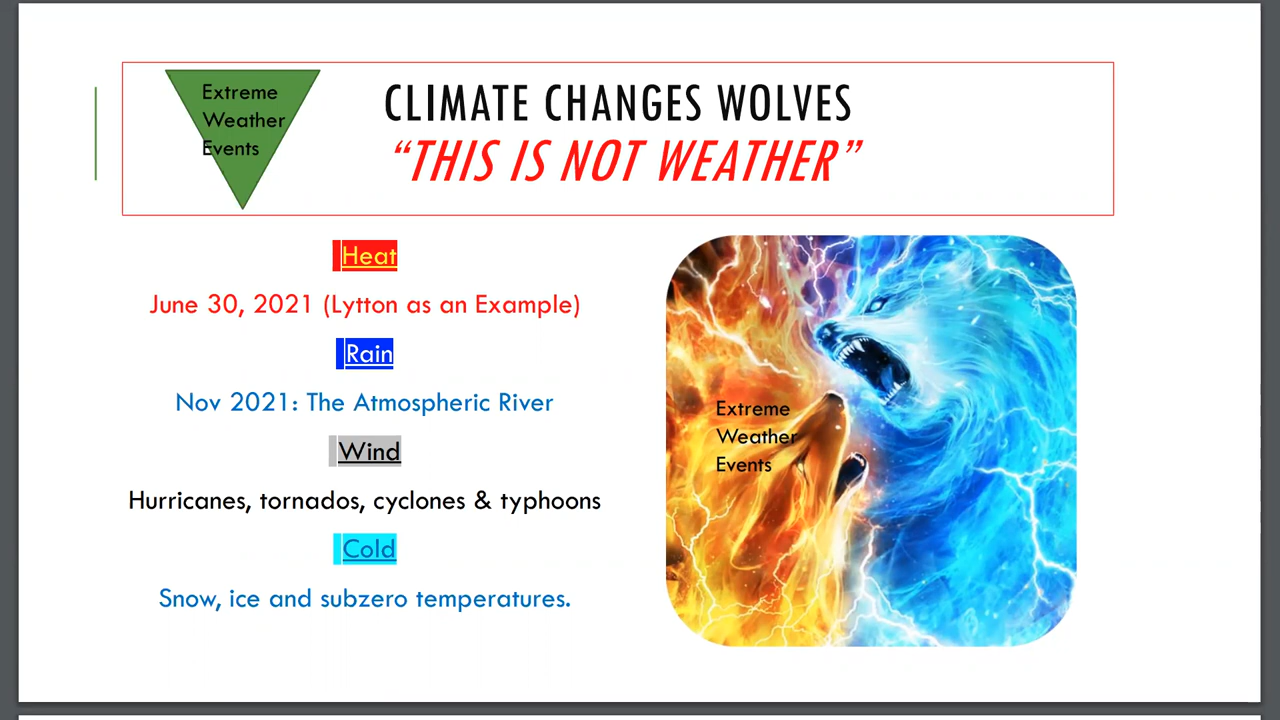 Extreme
Weather
Events
CLIMATE CHANGES WOLVES
“THIS IS NOT WEATHER”
Heat
June 30, 2021 (Lytton as an Example)
Rain
Nov 2021: The Atmospheric River
Wind
Hurricanes, tornados, cyclones & typhoons
Cold
Snow, ice and subzero temperatures.
Extreme
Weather
Events